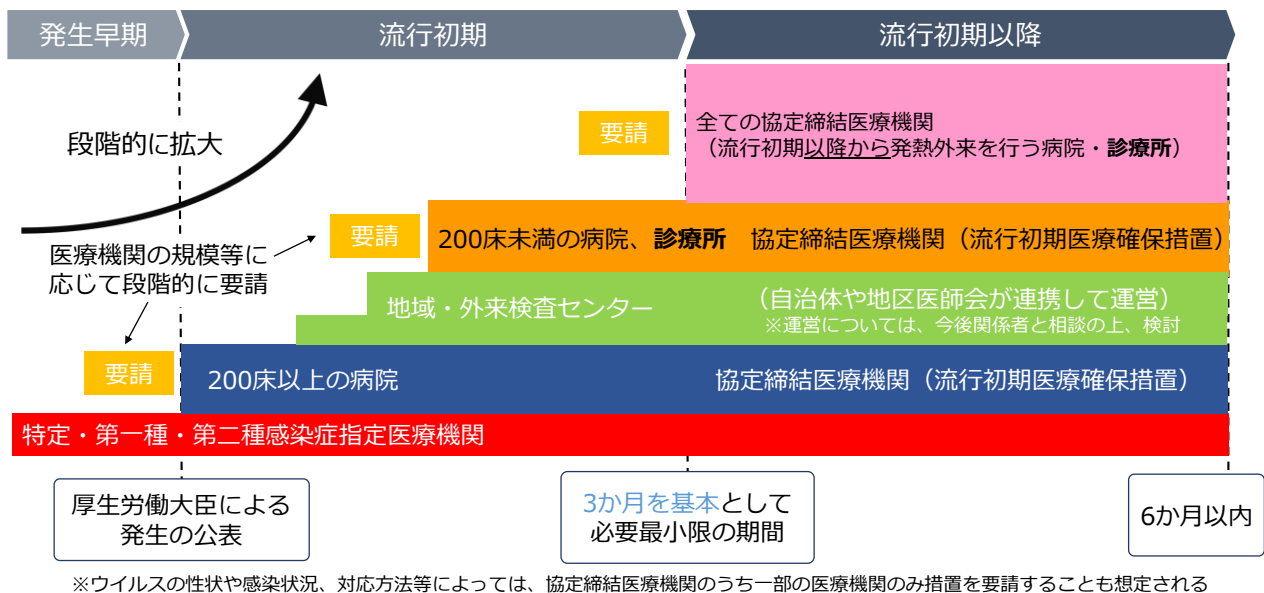 発生早期
流行初期
流行初期以降
段階的に拡大
要請
全ての協定締結医療機関
（流行初期以降から発熱外来を行う病院・診療所）
医療機関の規模等に
応じて段階的に要請
要請
200床未満の病院、診療所　協定締結医療機関（流行初期医療確保措置）
地域・外来検査センター
（自治体や地区医師会が連携して運営）
※運営については、今後関係者と相談の上、検討
要請
200床以上の病院
協定締結医療機関（流行初期医療確保措置）
特定・第一種・第二種感染症指定医療機関
厚生労働大臣による
発生の公表
3か月を基本として
必要最小限の期間
6か月以内
※ウイルスの性状や感染状況、対応方法等によっては、協定締結医療機関のうち一部の医療機関のみ措置を要請することも想定される